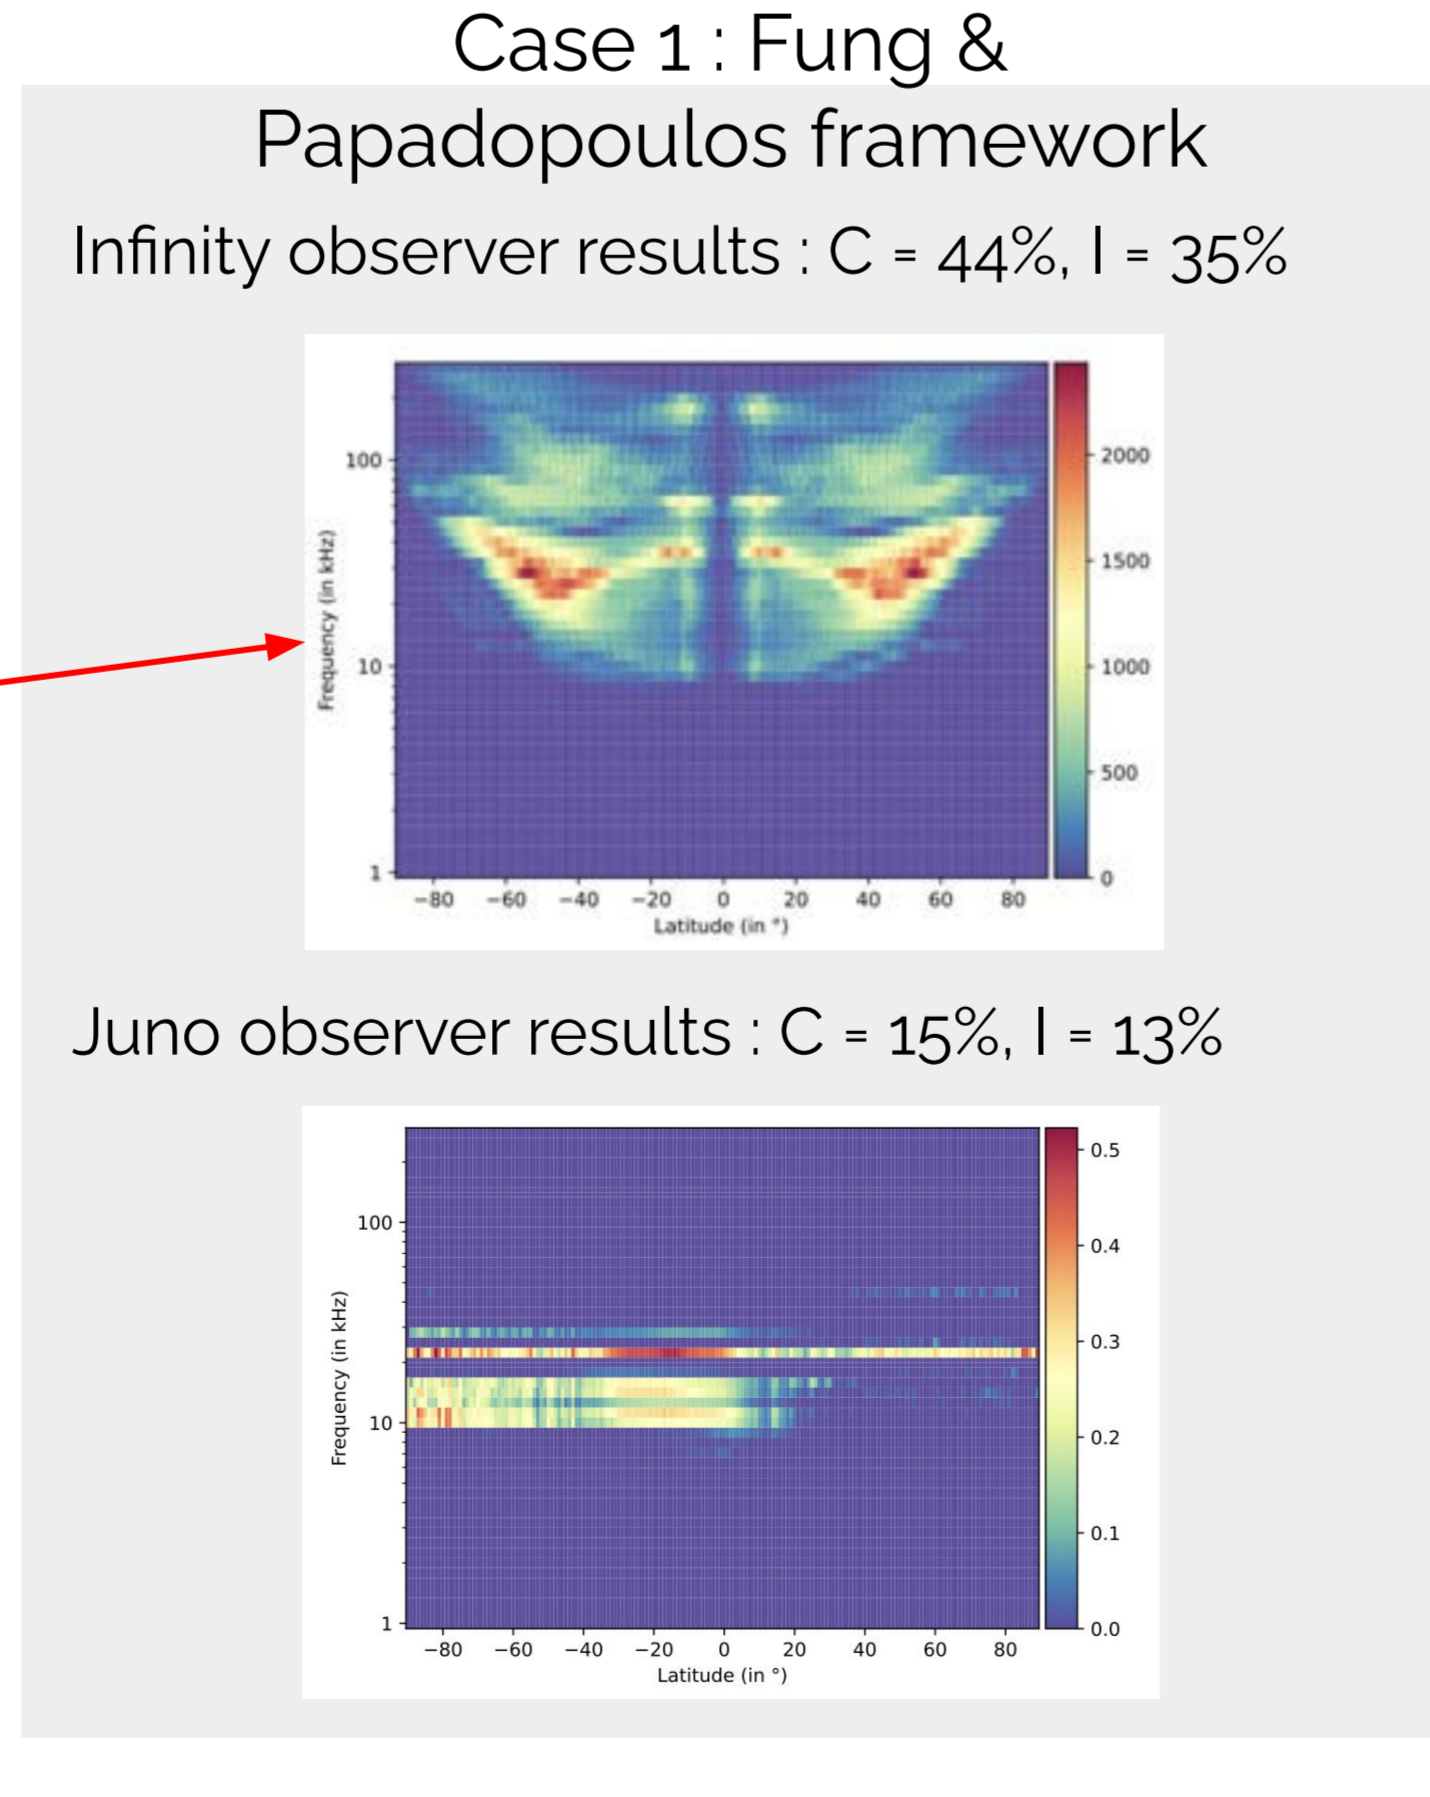 Case 1 : Fung &
Papadopoulos framework
Infinity observer results : C = 44%, I = 35%
100
10
1
Frequency (in kHz)
−80 −60 −40 −20 0 20 40 60 80
Latitude (in °)
2000
1500
1000
500
0
Juno observer results : C = 15%, I = 13%
100
10
1
Frequency (in kHz)
−80 −60 −40 −20 0 20 40 60 80
Latitude (in °)
0.5
0.4
0.3
0.2
0.1
0.0